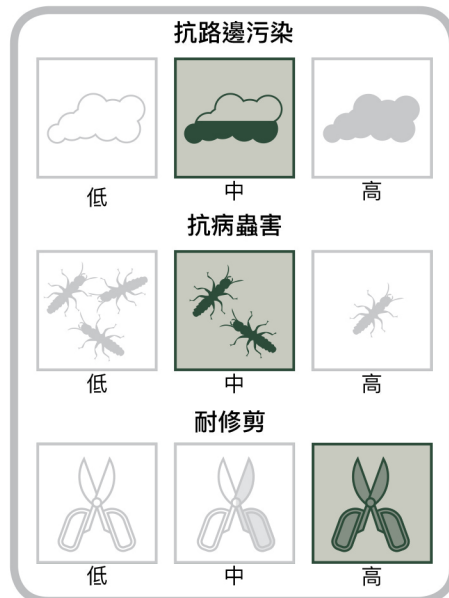 抗路邊污染
低 中 高
抗病蟲害
低 中 高
耐修剪
低 中 高